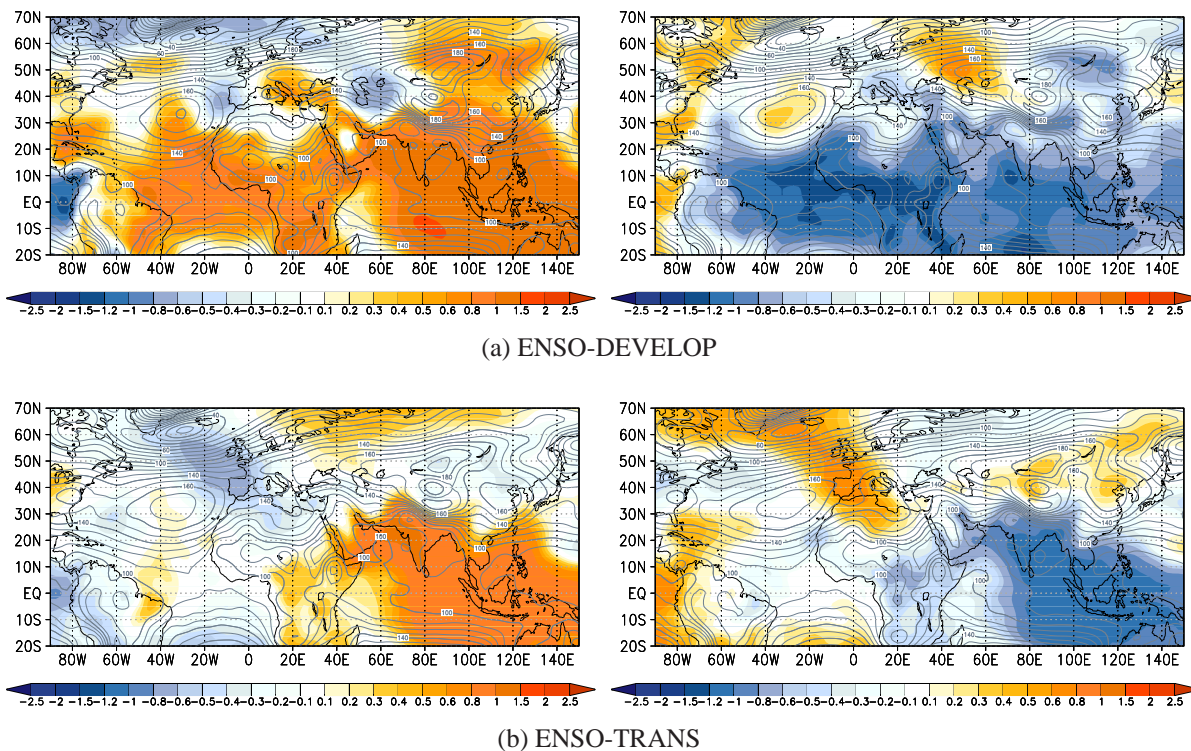 70N
60N
50N
40N
30N
20N
10N
EQ
10S
20S
80W 60W 40W 20W 0 20E 40E 60E 80E 100E 120E 140E
-2.5 -2 -1.5 -1.2 -1 -0.8 -0.6 -0.5 -0.4 -0.3 -0.2 -0.1 0.1 0.2 0.3 0.4 0.5 0.6 0.8 1 1.5 2 2.5
70N
60N
50N
40N
30N
20N
10N
EQ
10S
20S
80W 60W 40W 20W 0 20E 40E 60E 80E 100E 120E 140E
-2.5 -2 -1.5 -1.2 -1 -0.8 -0.6 -0.5 -0.4 -0.3 -0.2 -0.1 0.1 0.2 0.3 0.4 0.5 0.6 0.8 1 1.5 2 2.5
(a) ENSO-DEVELOP
70N
60N
50N
40N
30N
20N
10N
EQ
10S
20S
80W 60W 40W 20W 0 20E 40E 60E 80E 100E 120E 140E
-2.5 -2 -1.5 -1.2 -1 -0.8 -0.6 -0.5 -0.4 -0.3 -0.2 -0.1 0.1 0.2 0.3 0.4 0.5 0.6 0.8 1 1.5 2 2.5
70N
60N
50N
40N
30N
20N
10N
EQ
10S
20S
80W 60W 40W 20W 0 20E 40E 60E 80E 100E 120E 140E
-2.5 -2 -1.5 -1.2 -1 -0.8 -0.6 -0.5 -0.4 -0.3 -0.2 -0.1 0.1 0.2 0.3 0.4 0.5 0.6 0.8 1 1.5 2 2.5
(b) ENSO-TRANS